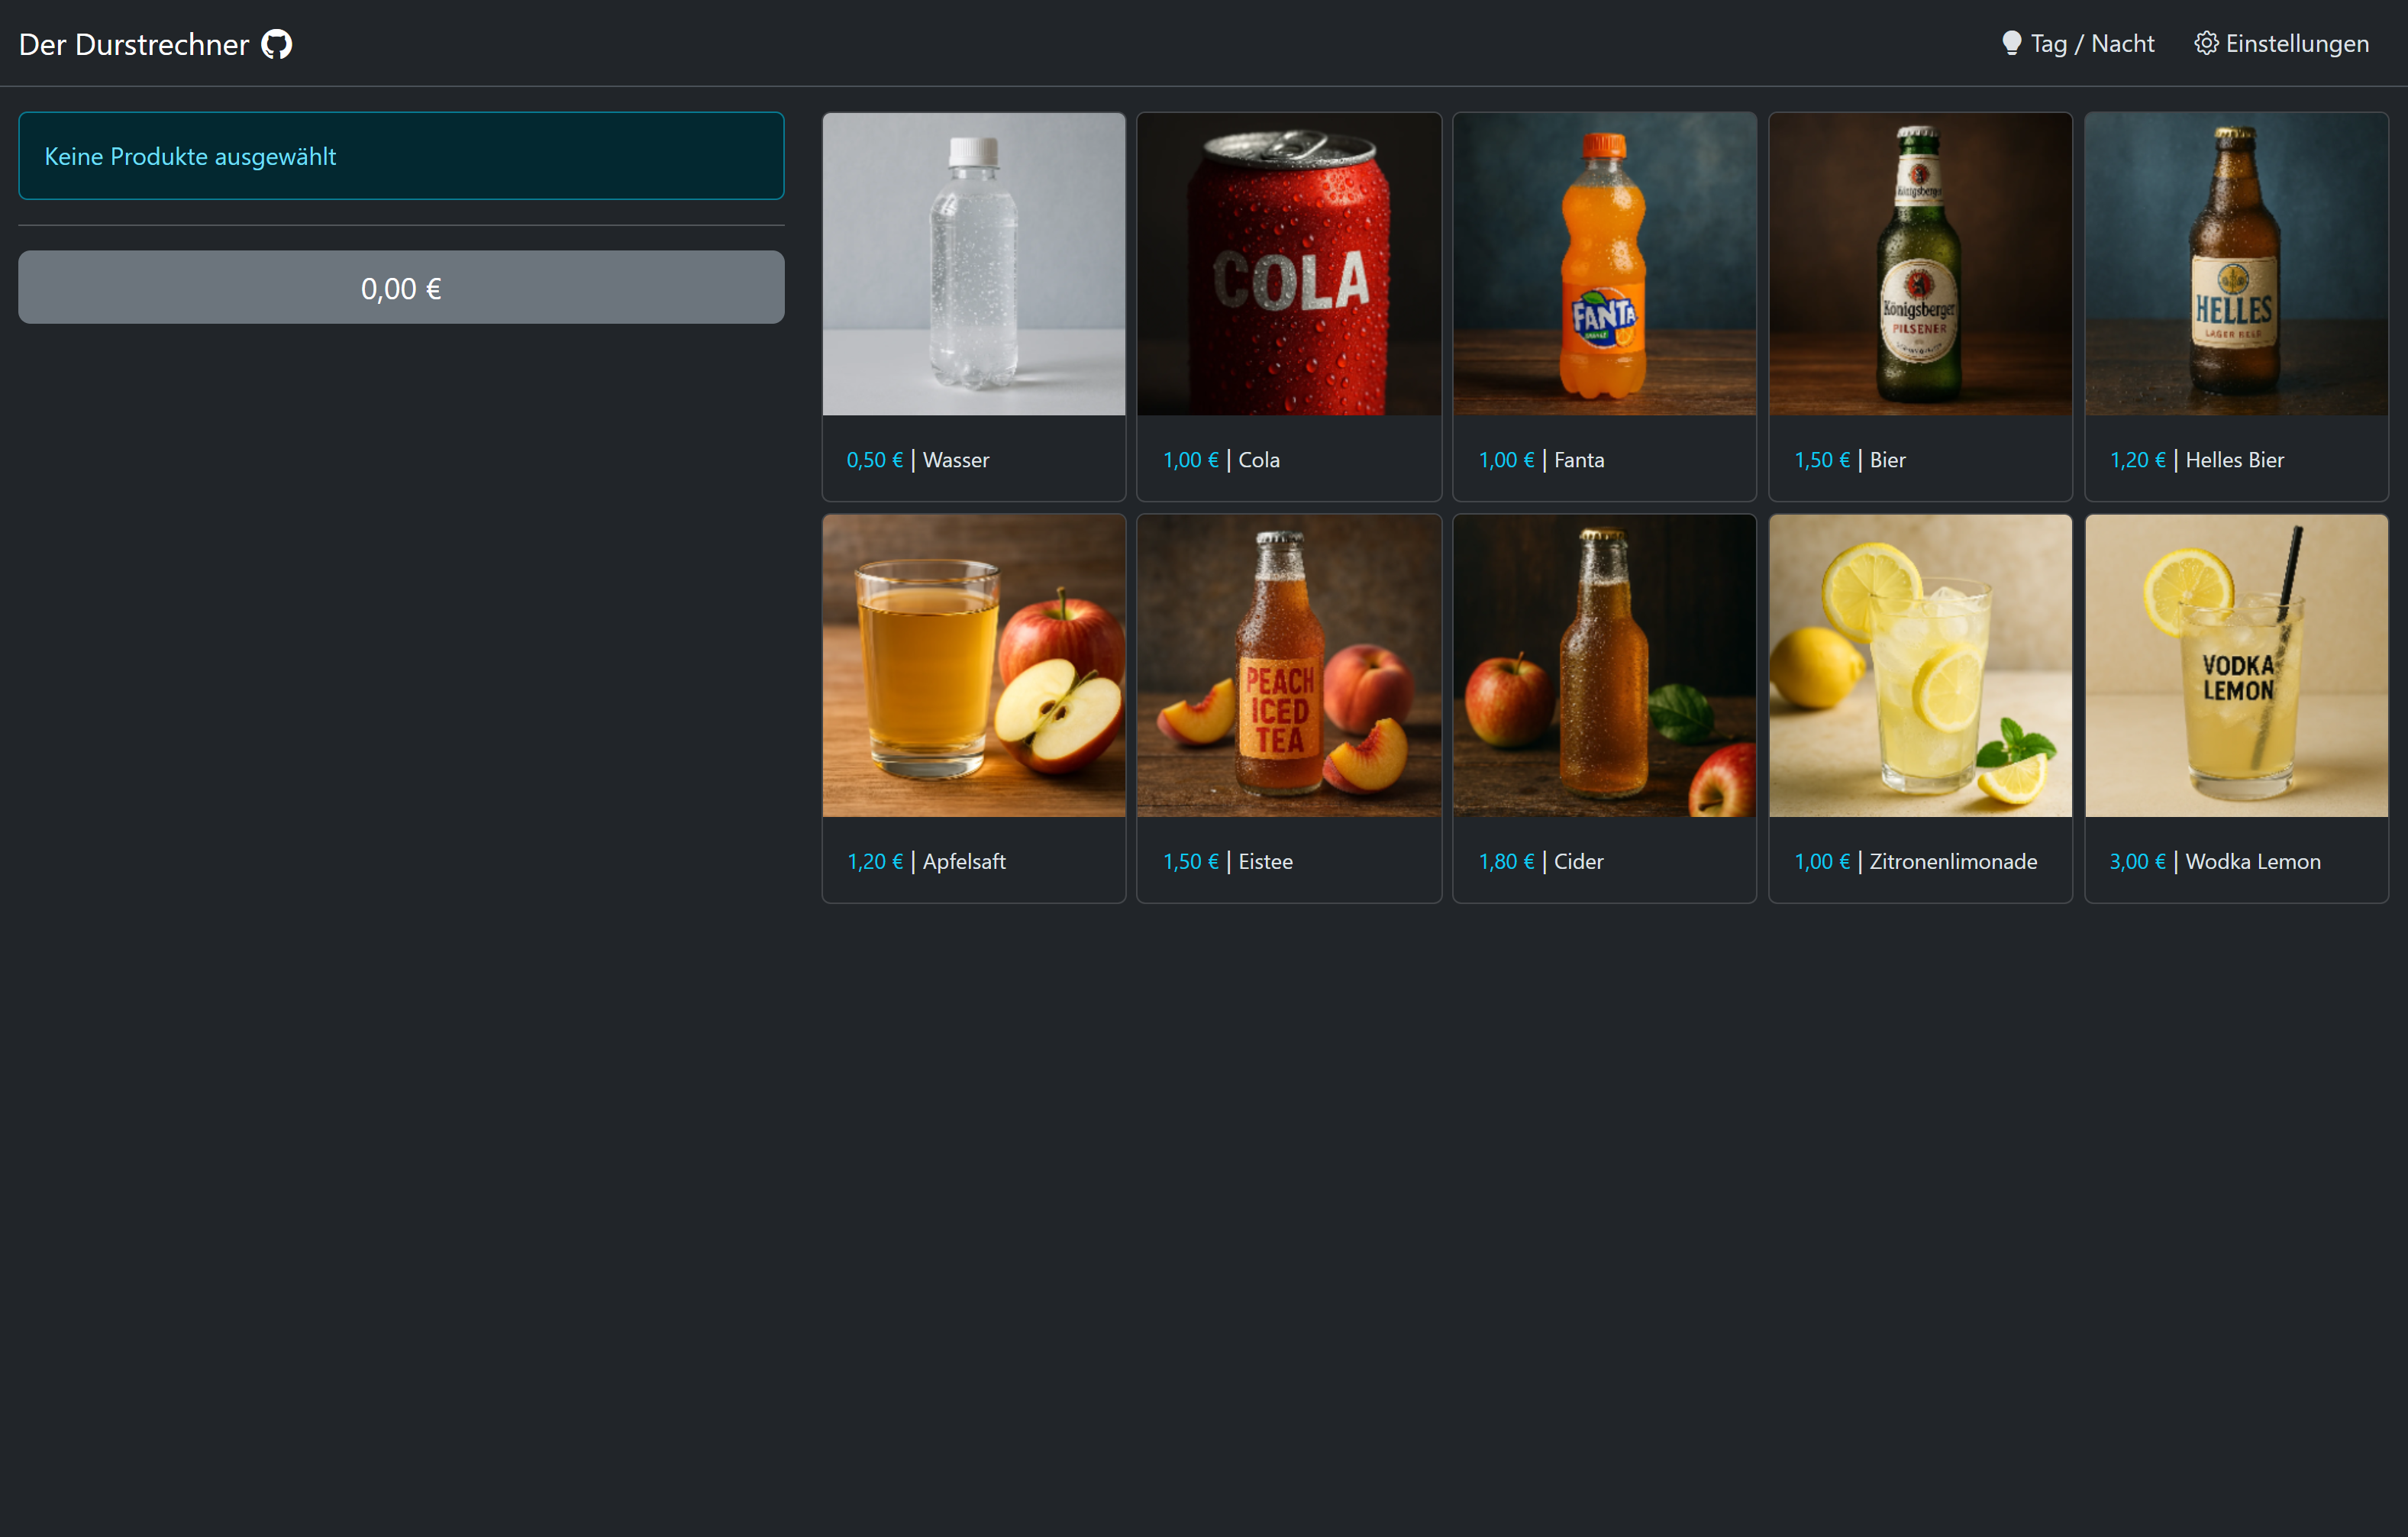 Der Durstrechner
Tag / Nacht
Einstellungen
Keine Produkte ausgewählt
0,00 €
COLA
FANTA
Königsberger
Königsberger
PILSENER
HELLES
0,50 € | Wasser
1,00 € | Cola
1,00 € | Fanta
1,50 € | Bier
1,20 € | Helles Bier
PEACH
ICED
TEA
VODKA
LEMON
1,20 € | Apfelsaft
1,50 € | Eistee
1,80 € | Cider
1,00 € | Zitronenlimonade
3,00 € | Wodka Lemon